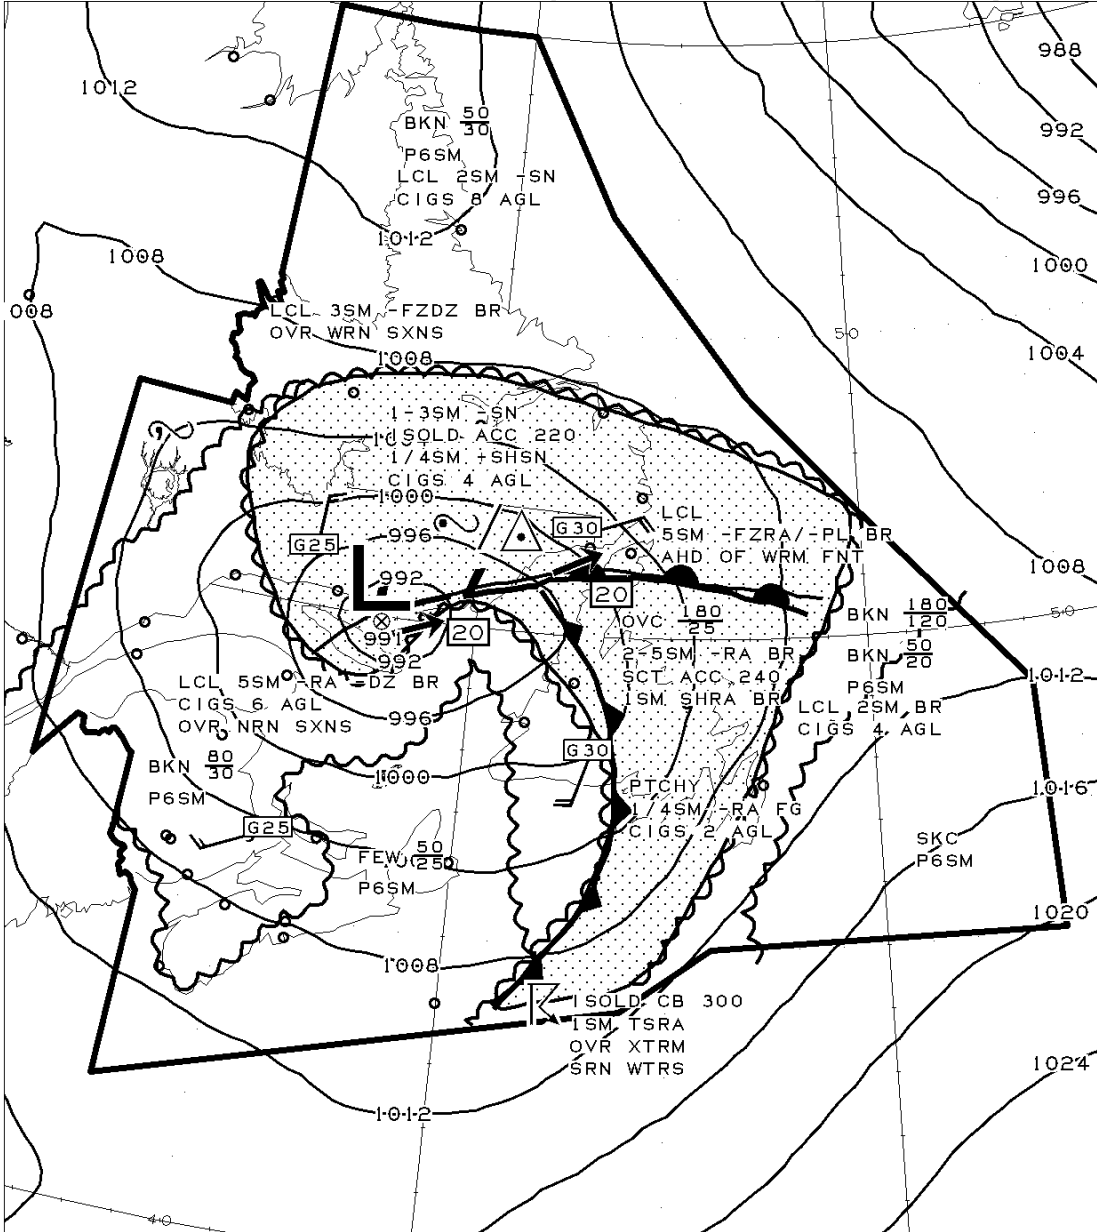 988
1012
BKN 50
30
992
P6SM
LCL 2SM -SN
CIGS 8 AGL
996
1012
1008
1000
008
LCL 3SM -FZDZ BR
OVR WRN SXNS
50
1004
1008
1-3SM -SN
ISOLD ACC 220
1/4SM -SHSN
CIGS 4 AGL
1000
LCL
5SM -FZRA/-PL BR
AHD OF WRM FNT
G30
996
G25
1008
L
992
20
BKN 180
120
50
OVC 180
25
991
20
992
2-5SM -RA BR
SCT ACC 240
1SM SHRA BR
BKN 50
20
P6SM
1012
LCL 5SM -RA -DZ BR
CIGS 6 AGL
OVR NRN SXNS
LCL 2SM BR
CIGS 4 AGL
996
G30
BKN 80
30
P6SM
1000
PTCHY
1/4SM -RA FG
CIGS 2 AGL
1016
G25
SKC
P6SM
FEW 50
25
P6SM
1020
1008
ISOLD CB 300
1SM TSRA
OVR XTRM
SRN WTRS
1024
1012
40